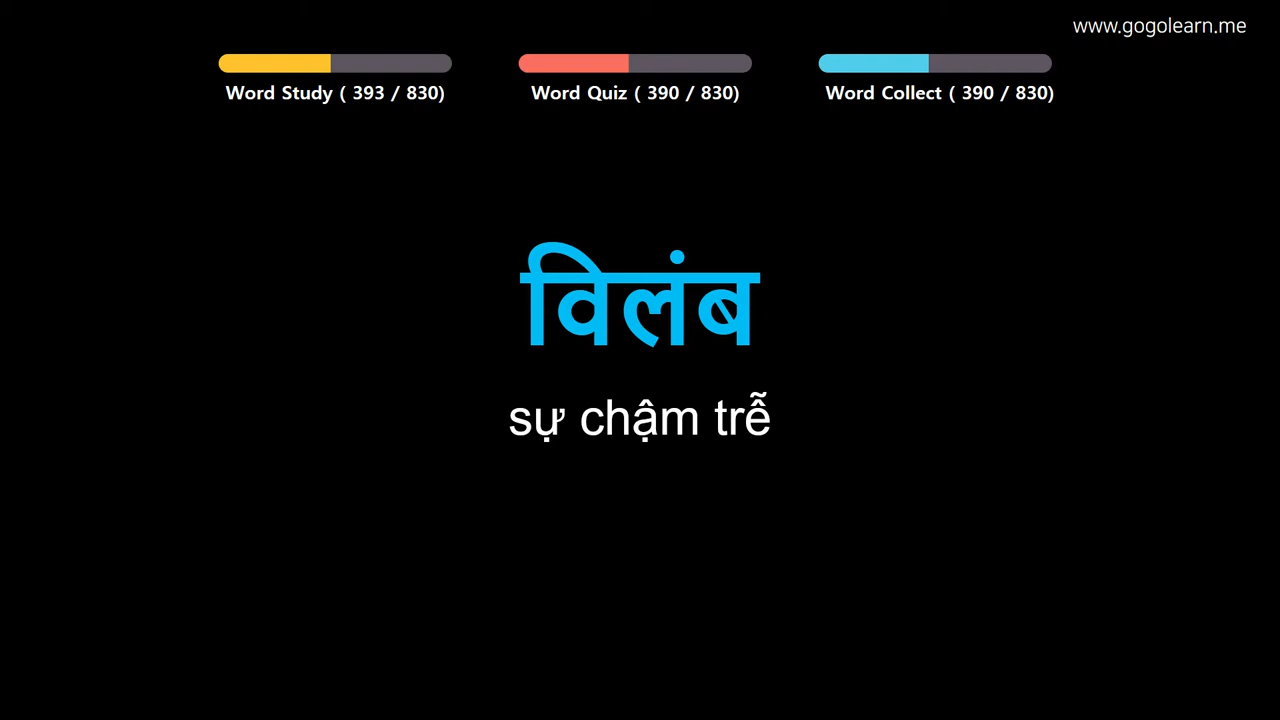 www.gogolearn.me
Word Study ( 393 / 830)
Word Quiz ( 390 / 830)
Word Collect ( 390 / 830)
विलंब
sự chậm trễ